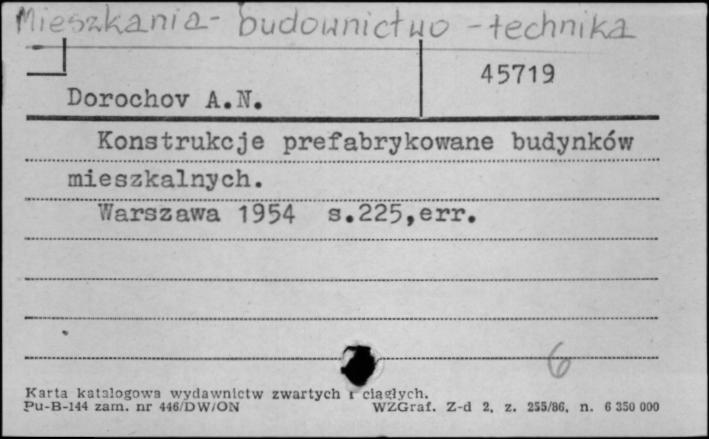 Mieszkania - budownictwo - technika
45719
Dorochov A.N.
Konstrukcje prefabrykowane budynków
mieszkalnych.
Warszawa 1954 s.225,err.
6
Karta katalogowa wydawnictw zwartych i ciągłych.
Pu-B-144 zam. nr 446/DW/ON WZGraf. Z-d 2, z. 255/86, n. 6 350 000